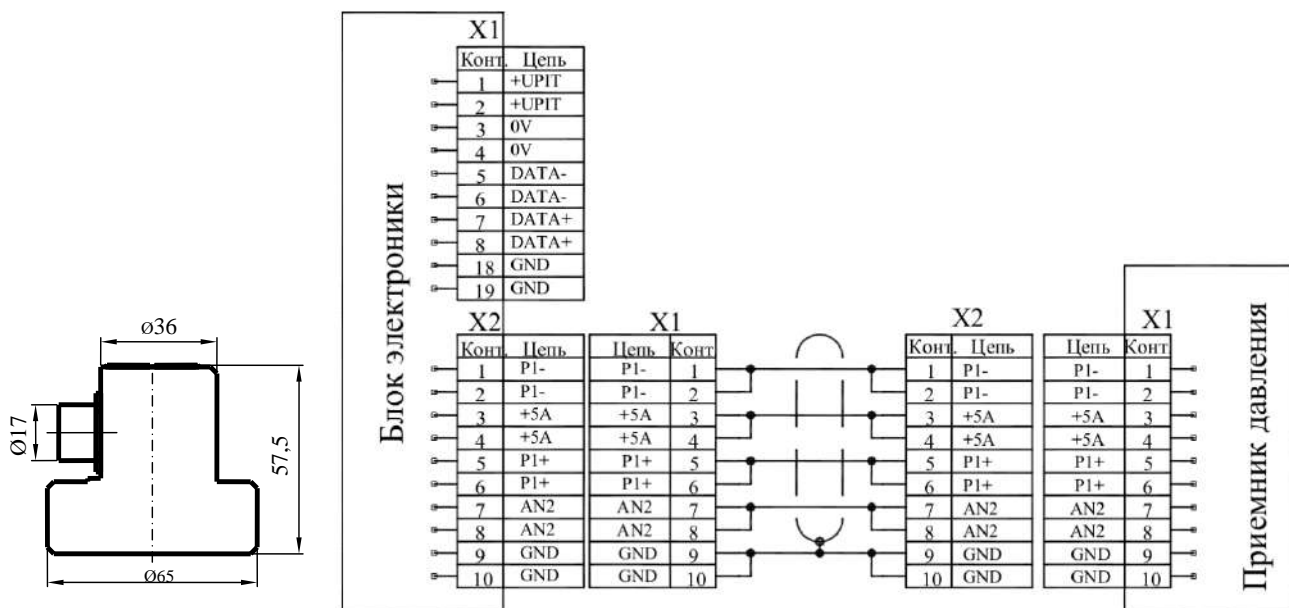 ø36
Ø17
57,5
Ø65
Блок электроники
X1
Конт. Цепь
1 +UPIT
2 +UPIT
3 0V
4 0V
5 DATA-
6 DATA-
7 DATA+
8 DATA+
18 GND
19 GND
X2 X1 X2 X1
Конт. Цепь Цепь Конт. Конт. Цепь Цепь Конт.
1 P1- P1- 1 1 P1- P1- 1
2 P1- P1- 2 2 P1- P1- 2
3 +5A +5A 3 3 +5A +5A 3
4 +5A +5A 4 4 +5A +5A 4
5 P1+ P1+ 5 5 P1+ P1+ 5
6 P1+ P1+ 6 6 P1+ P1+ 6
7 AN2 AN2 7 7 AN2 AN2 7
8 AN2 AN2 8 8 AN2 AN2 8
9 GND GND 9 9 GND GND 9
10 GND GND 10 10 GND GND 10
Приемник давления